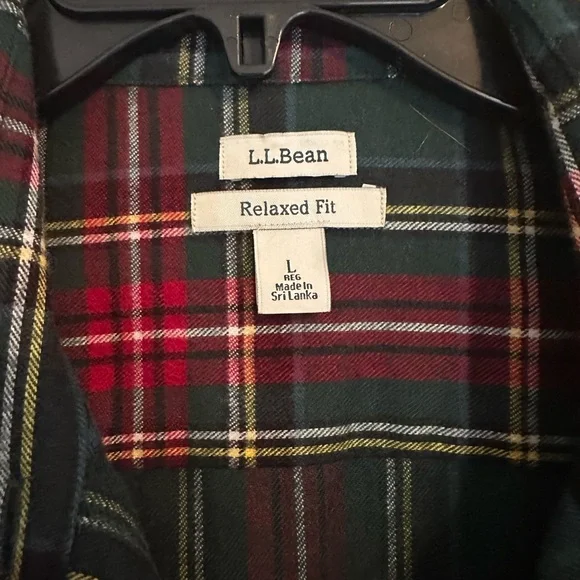 L.L.Bean
Relaxed Fit
L
REG
Made In
Sri Lanka